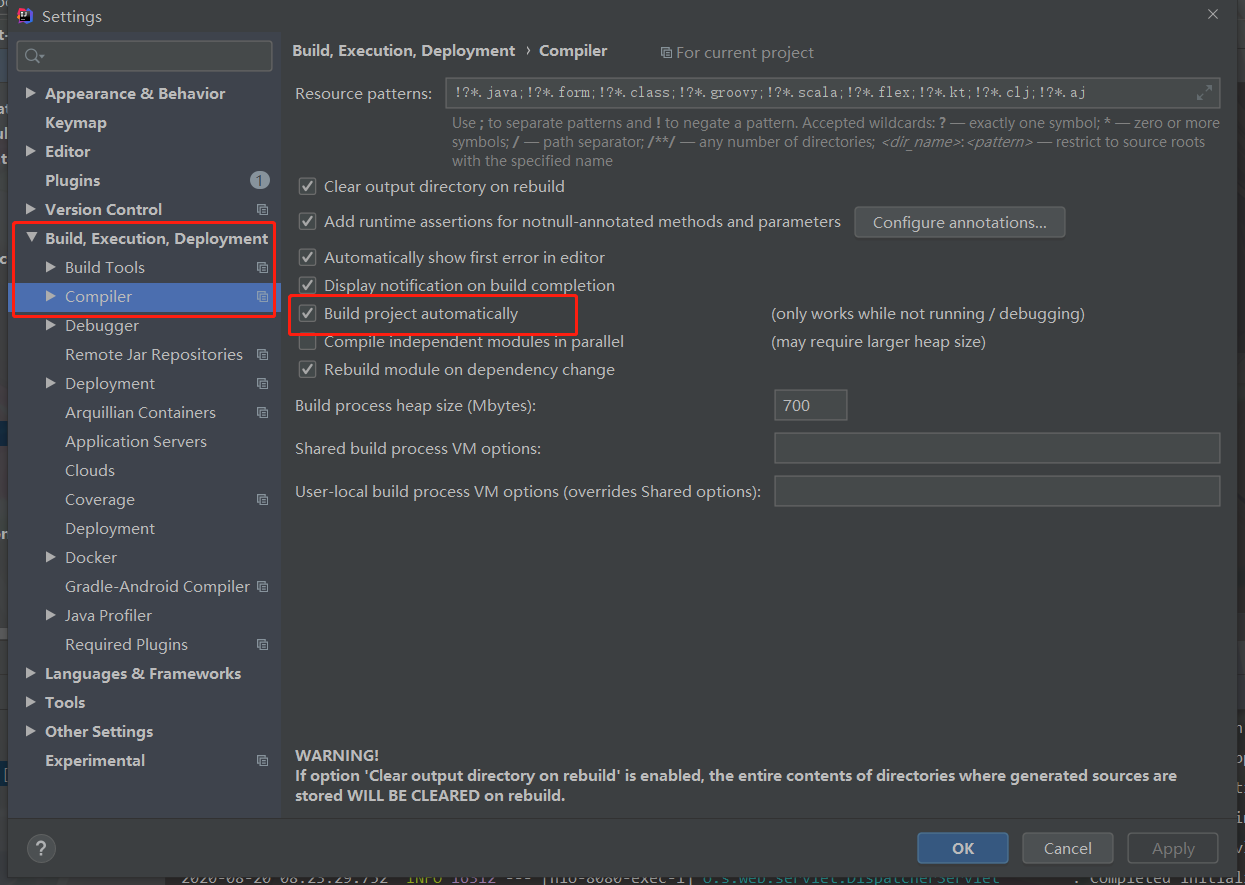 Settings
Build, Execution, Deployment › Compiler
For current project
Appearance & Behavior
Keymap
Editor
Plugins
1
Version Control
Build, Execution, Deployment
Build Tools
Compiler
Debugger
Remote Jar Repositories
Deployment
Arquillian Containers
Application Servers
Clouds
Coverage
Deployment
Docker
Gradle-Android Compiler
Java Profiler
Required Plugins
Languages & Frameworks
Tools
Other Settings
Experimental
Resource patterns: !?*.java;!?*.form;!?*.class;!?*.groovy;!?*.scala;!?*.flex;!?*.kt;!?*.clj;!?*.aj
Use ; to separate patterns and ! to negate a pattern. Accepted wildcards: ? — exactly one symbol; * — zero or more
symbols; / — path separator; /**/ — any number of directories; <dir_name>:<pattern> — restrict to source roots
with the specified name
Clear output directory on rebuild
Add runtime assertions for notnull-annotated methods and parameters Configure annotations...
Automatically show first error in editor
Display notification on build completion
Build project automatically (only works while not running / debugging)
Compile independent modules in parallel (may require larger heap size)
Rebuild module on dependency change
Build process heap size (Mbytes): 700
Shared build process VM options:
User-local build process VM options (overrides Shared options):
WARNING!
If option 'Clear output directory on rebuild' is enabled, the entire contents of directories where generated sources are
stored WILL BE CLEARED on rebuild.
? OK Cancel Apply
2020-08-20 08:23:29.752 INFO 16312 --- [nio-8080-exec-1] o.s.web.servlet.DispatcherServlet : Completed initial